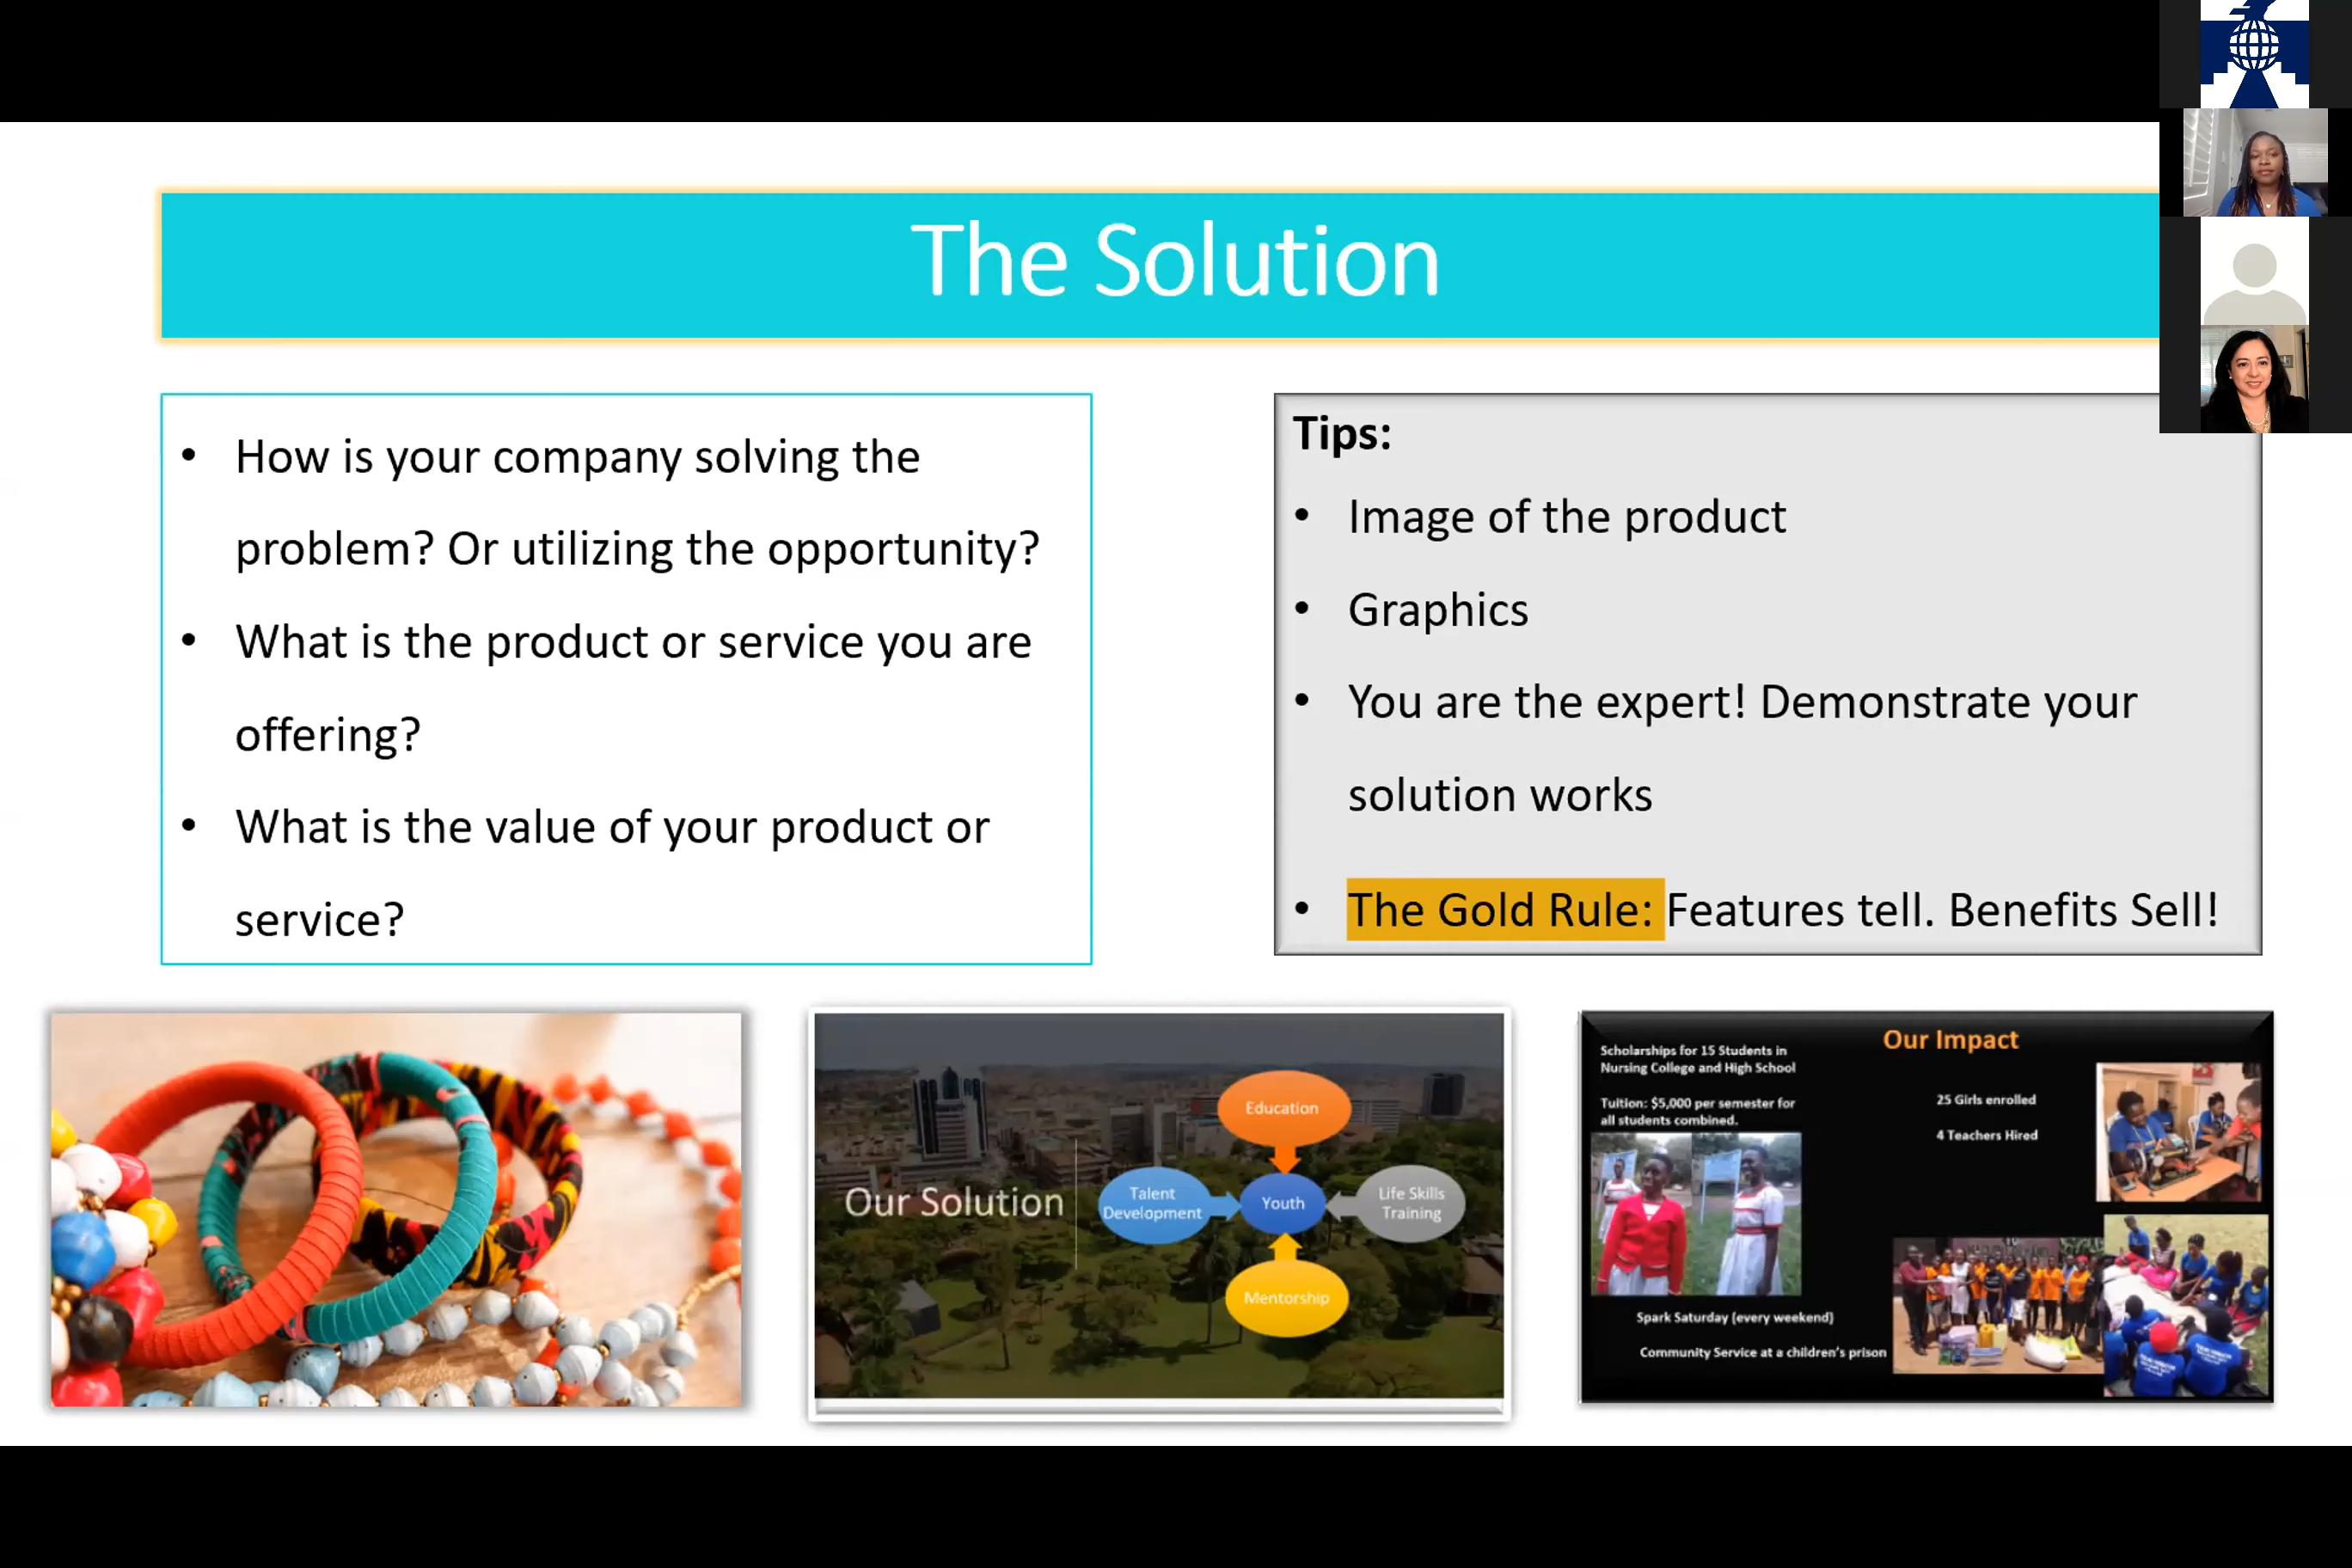 The Solution
• How is your company solving the
problem? Or utilizing the opportunity?
• What is the product or service you are
offering?
• What is the value of your product or
service?
Tips:
• Image of the product
• Graphics
• You are the expert! Demonstrate your
solution works
• The Gold Rule: Features tell. Benefits Sell!
Our Solution
Education
Talent
Development
Youth
Life Skills
Training
Mentorship
Our Impact
Scholarships for 15 Students in
Nursing College and High School
Tuition: $5,000 per semester for
all students combined.
25 Girls enrolled
4 Teachers Hired
Spark Saturday (every weekend)
Community Service at a children's prison